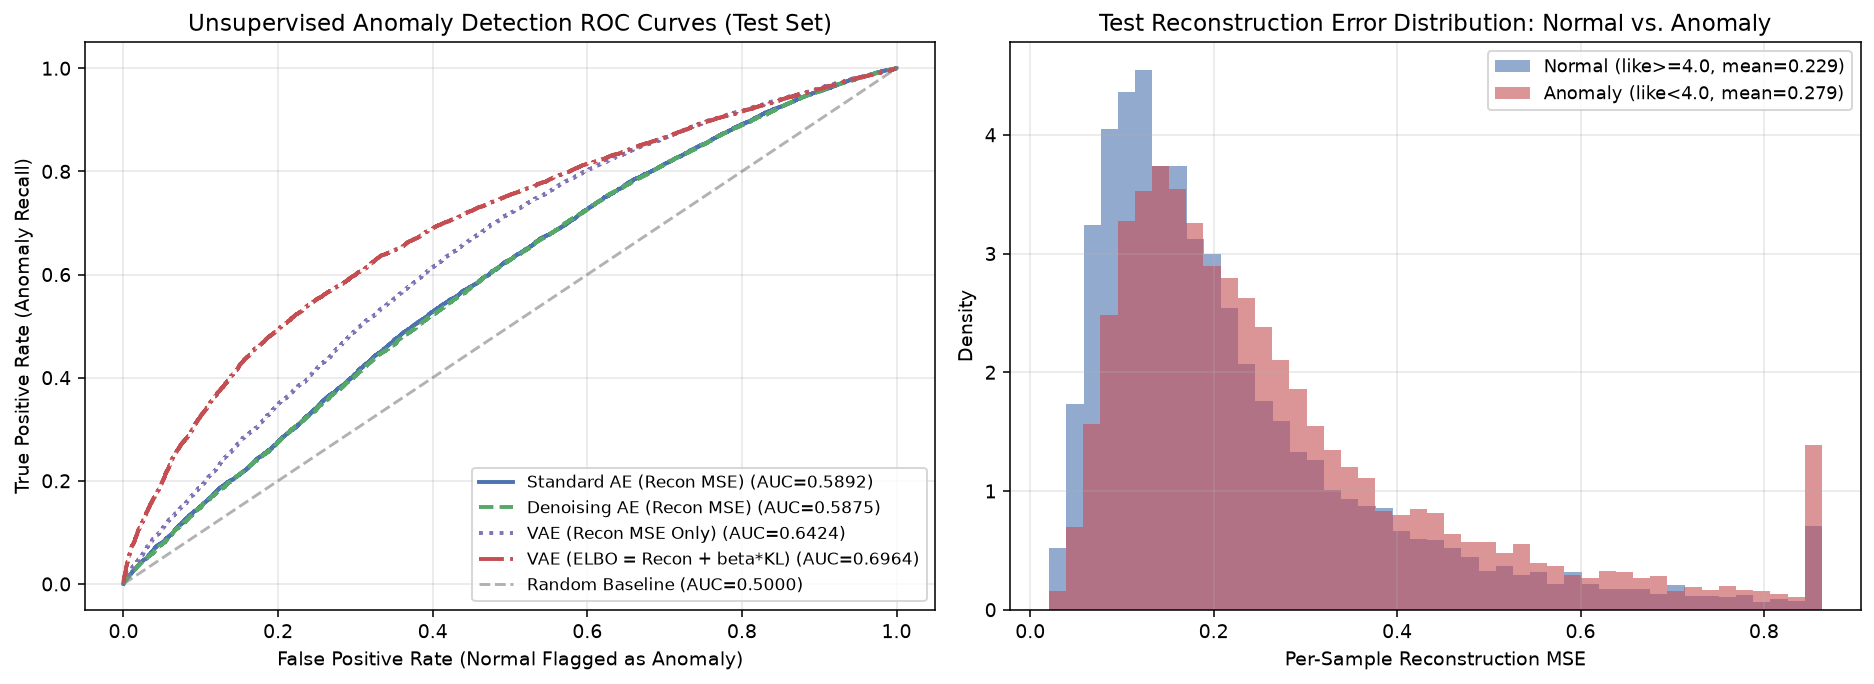 Unsupervised Anomaly Detection ROC Curves (Test Set)
True Positive Rate (Anomaly Recall)
1.0
0.8
0.6
0.4
0.2
0.0
Standard AE (Recon MSE) (AUC=0.5892)
Denoising AE (Recon MSE) (AUC=0.5875)
VAE (Recon MSE Only) (AUC=0.6424)
VAE (ELBO = Recon + beta*KL) (AUC=0.6964)
Random Baseline (AUC=0.5000)
0.0 0.2 0.4 0.6 0.8 1.0
False Positive Rate (Normal Flagged as Anomaly)
Test Reconstruction Error Distribution: Normal vs. Anomaly
Normal (like>=4.0, mean=0.229)
Anomaly (like<4.0, mean=0.279)
Density
4
3
2
1
0
0.0 0.2 0.4 0.6 0.8
Per-Sample Reconstruction MSE